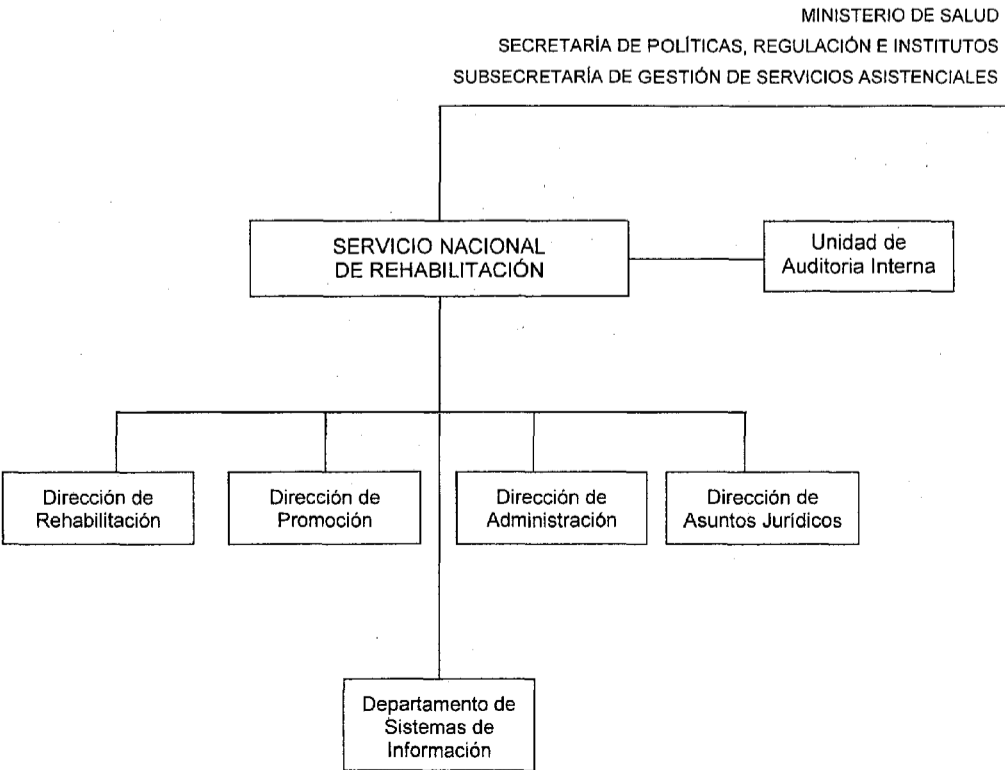 MINISTERIO DE SALUD
SECRETARÍA DE POLÍTICAS, REGULACIÓN E INSTITUTOS
SUBSECRETARÍA DE GESTIÓN DE SERVICIOS ASISTENCIALES
SERVICIO NACIONAL
DE REHABILITACIÓN
Unidad de
Auditoria Interna
Dirección de
Rehabilitación
Dirección de
Promoción
Dirección de
Administración
Dirección de
Asuntos Jurídicos
Departamento de
Sistemas de
Información